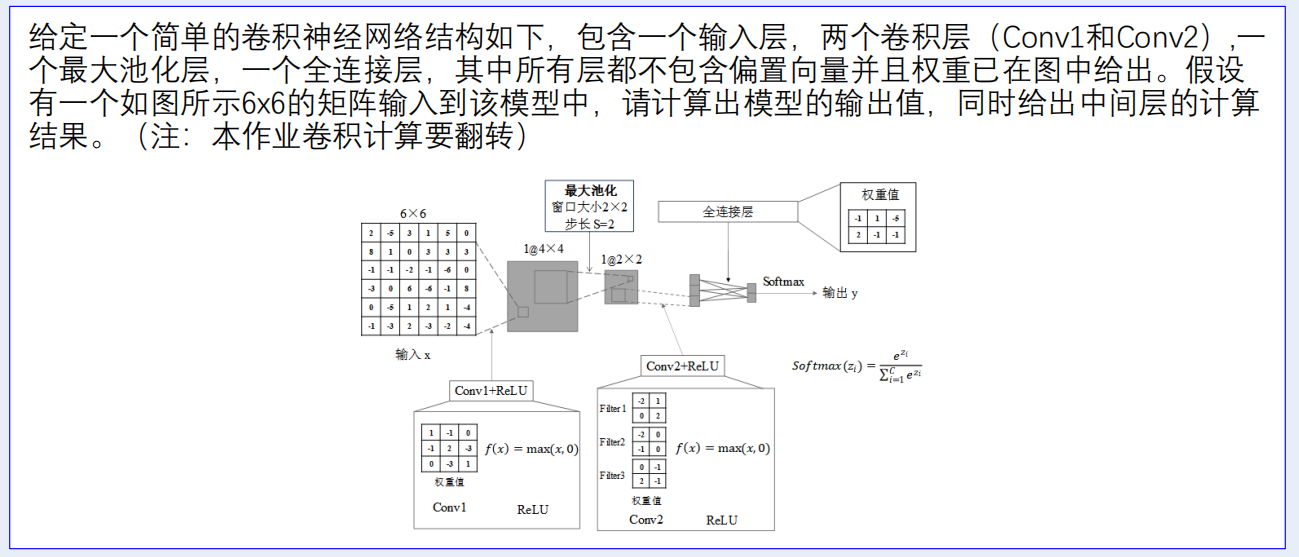 给定一个简单的卷积神经网络结构如下，包含一个输入层，两个卷积层（Conv1和Conv2）,一
个最大池化层，一个全连接层，其中所有层都不包含偏置向量并且权重已在图中给出。假设
有一个如图所示6x6的矩阵输入到该模型中，请计算出模型的输出值，同时给出中间层的计算
结果。（注：本作业卷积计算要翻转）
6×6
2 -5 3 1 5 0
8 1 0 3 3 3
-1 -1 -2 -1 -6 0
-3 0 6 -6 -1 8
0 -5 1 2 1 -4
-1 -3 2 -3 -2 -4
输入 x
1@4×4
最大池化
窗口大小2×2
步长 S=2
1@2×2
全连接层
权重值
-1 1 -5
2 -1 -1
Softmax
输出 y
Conv1+ReLU
1 -1 0
-1 2 -3
0 -3 1
权重值
f(x) = max(x, 0)
Conv1
ReLU
Conv2+ReLU
Filter1
-2 1
0 2
Filter2
-2 0
-1 0
Filter3
0 -1
2 -1
权重值
f(x) = max(x, 0)
Conv2
ReLU
Softmax(z_i) = e^{z_i} / ∑_{i=1}^{C} e^{z_i}